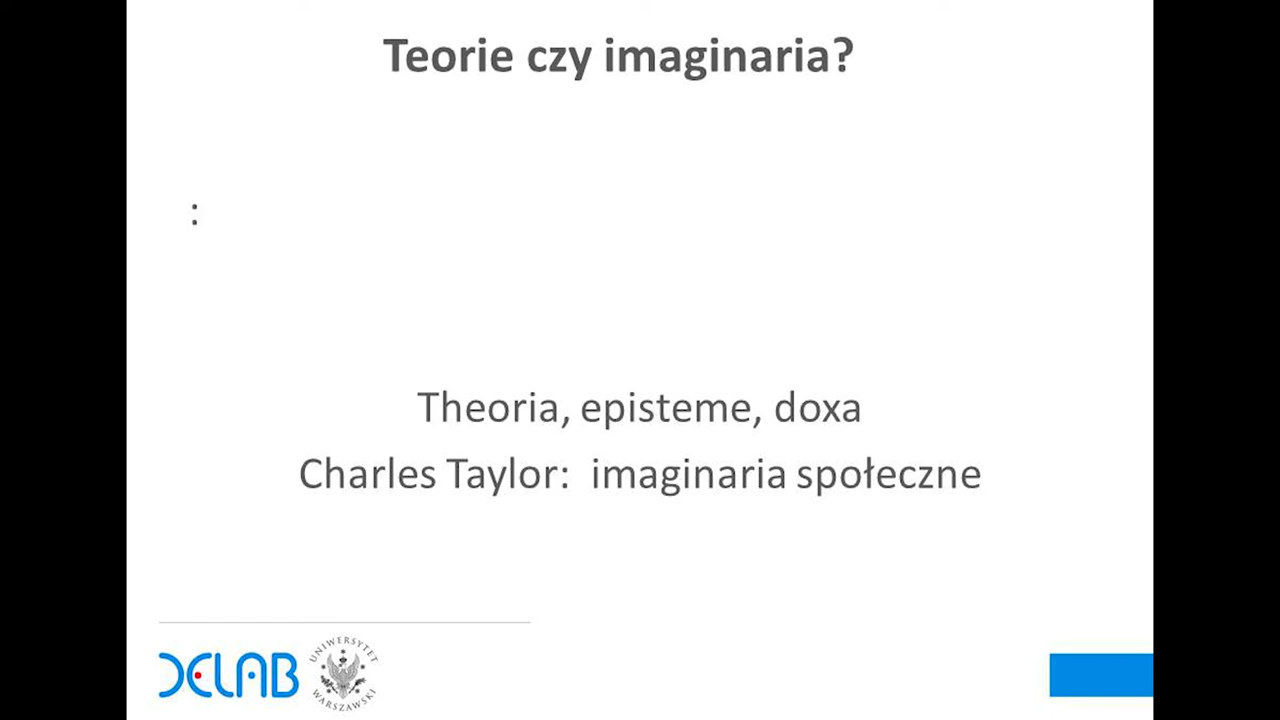 Teorie czy imaginaria?
:
Theoria, episteme, doxa
Charles Taylor: imaginaria społeczne
DELAB
UNIWERSYTET
WARSZAWSKI